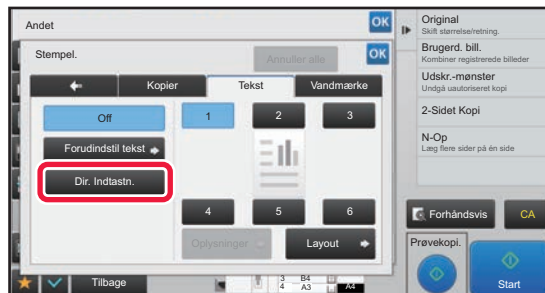 Andet
OK
Stempel.
Annuller alle
OK
Kopier
Tekst
Vandmærke
Off
Forudindstil tekst
Dir. Indtastn.
1
2
3
4
5
6
Oplysninger
Layout
Tilbage
3 B4
4 A3
A4
Original
Skift størrelse/retning.
Brugerd. bill.
Kombiner registrerede billeder
Udskr.-mønster
Undgå uautoriseret kopi
2-Sidet Kopi
N-Op
Læg flere sider på én side
Forhåndsvis
CA
Prøvekopi.
Start